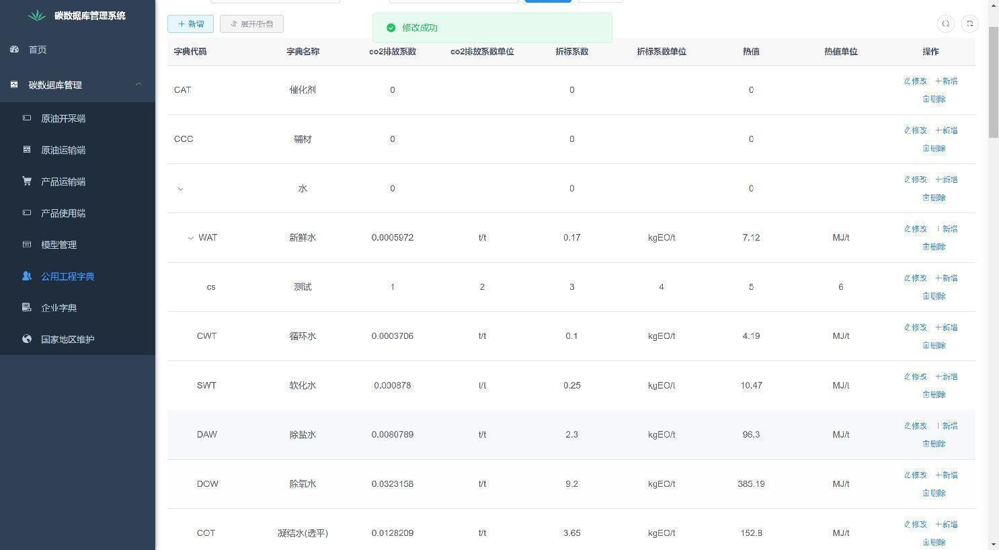 碳数据库管理系统
首页
碳数据库管理
原油开采端
原油运输端
产品运输端
产品使用端
模型管理
公用工程字典
企业字典
国家地区维护
新增 展开/折叠
修改成功
字典代码 字典名称 co2排放系数 co2排放系数单位 折标系数 折标系数单位 热值 热值单位 操作
CAT 催化剂 0 0 0 修改 新增
删除
CCC 辅材 0 0 0 修改 新增
删除
水 0 0 0 修改 新增
删除
WAT 新鲜水 0.0005972 t/t 0.17 kgEO/t 7.12 MJ/t 修改 新增
删除
cs 测试 1 2 3 4 5 6 修改 新增
删除
CWT 循环水 0.0003706 t/t 0.1 kgEO/t 4.19 MJ/t 修改 新增
删除
SWT 软化水 0.000878 t/t 0.25 kgEO/t 10.47 MJ/t 修改 新增
删除
DAW 除盐水 0.0080789 t/t 2.3 kgEO/t 96.3 MJ/t 修改 新增
删除
DOW 除氧水 0.0323158 t/t 9.2 kgEO/t 385.19 MJ/t 修改 新增
删除
COT 凝结水(透平) 0.0128209 t/t 3.65 kgEO/t 152.8 MJ/t 修改 新增
删除